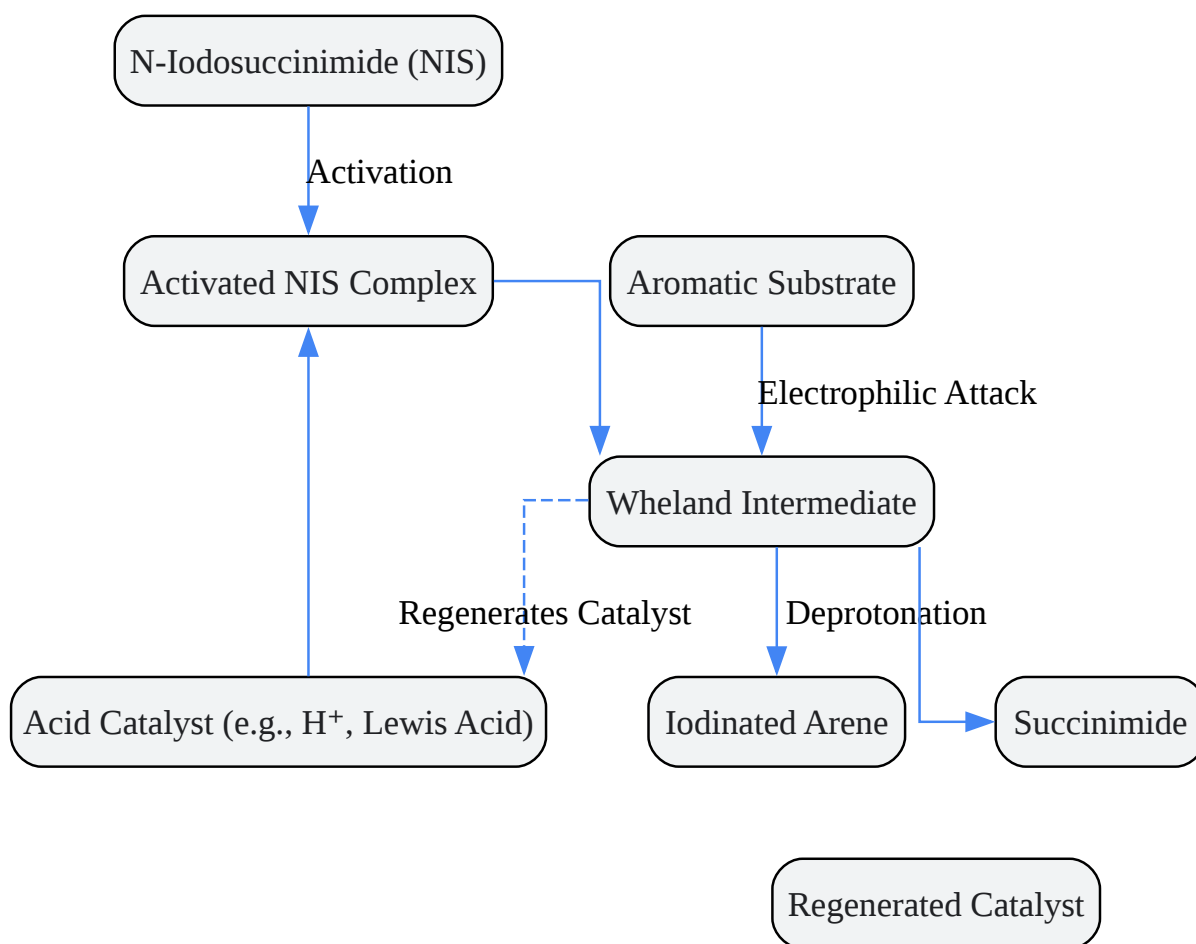 N-Iodosuccinimide (NIS)
Activation
Activated NIS Complex
Aromatic Substrate
Electrophilic Attack
Wheland Intermediate
Regenerates Catalyst
Deprotonation
Acid Catalyst (e.g., H⁺, Lewis Acid)
Iodinated Arene
Succinimide
Regenerated Catalyst